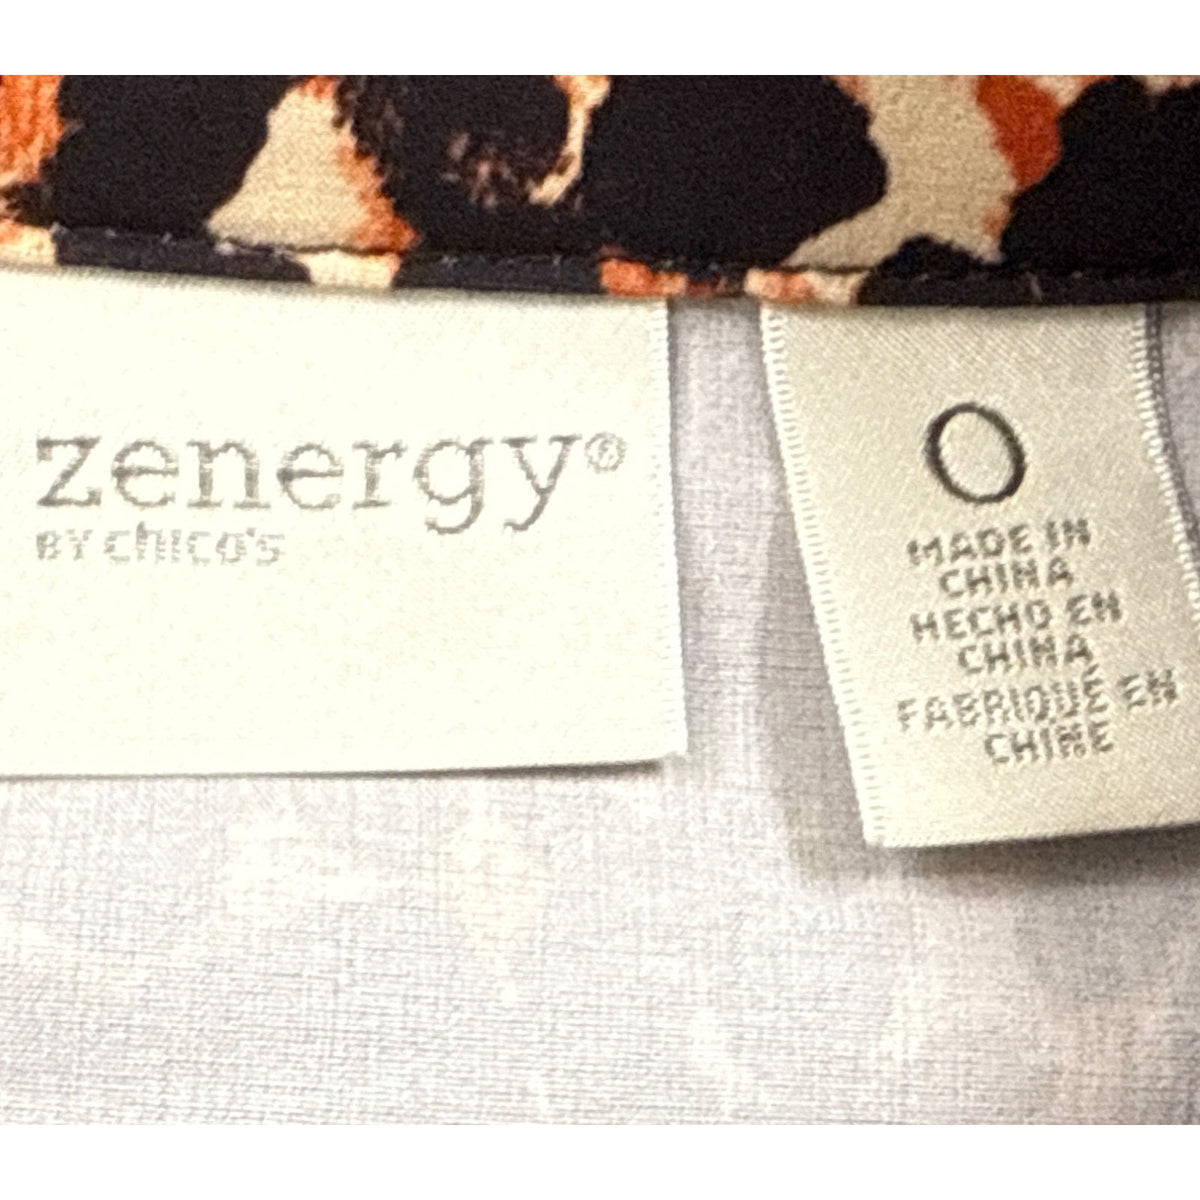 zenergy®
BY chico's
0
MADE IN
CHINA
HECHO EN
CHINA
FABRIQUÉ EN
CHINE